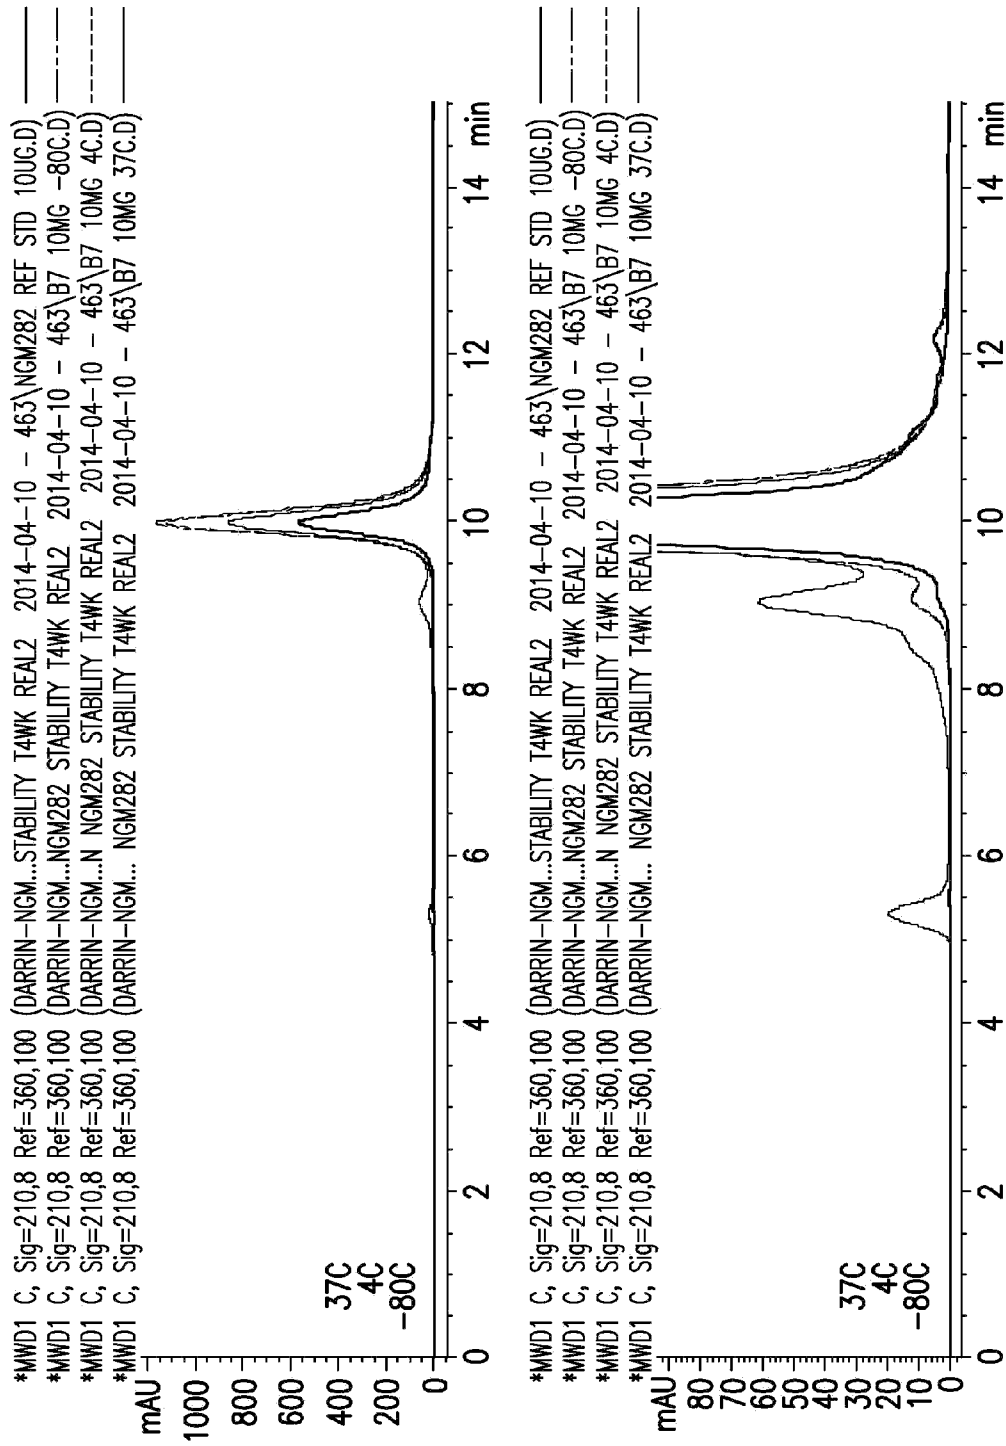 *MWD1 C, Sig=210,8 Ref=360,100 (DARRIN-NGM...STABILITY T4WK REAL2 2014-04-10 - 463\NGM282 REF STD 10UG.D)
*MWD1 C, Sig=210,8 Ref=360,100 (DARRIN-NGM...NGM282 STABILITY T4WK REAL2 2014-04-10 - 463\B7 10MG -80C.D)
*MWD1 C, Sig=210,8 Ref=360,100 (DARRIN-NGM...N NGM282 STABILITY T4WK REAL2 2014-04-10 - 463\B7 10MG 4C.D)
*MWD1 C, Sig=210,8 Ref=360,100 (DARRIN-NGM... NGM282 STABILITY T4WK REAL2 2014-04-10 - 463\B7 10MG 37C.D)
mAU
1000
800
600
400
200
0
37C
4C
-80C
0 2 4 6 8 10 12 14 min
*MWD1 C, Sig=210,8 Ref=360,100 (DARRIN-NGM...STABILITY T4WK REAL2 2014-04-10 - 463\NGM282 REF STD 10UG.D)
*MWD1 C, Sig=210,8 Ref=360,100 (DARRIN-NGM...NGM282 STABILITY T4WK REAL2 2014-04-10 - 463\B7 10MG -80C.D)
*MWD1 C, Sig=210,8 Ref=360,100 (DARRIN-NGM...N NGM282 STABILITY T4WK REAL2 2014-04-10 - 463\B7 10MG 4C.D)
*MWD1 C, Sig=210,8 Ref=360,100 (DARRIN-NGM... NGM282 STABILITY T4WK REAL2 2014-04-10 - 463\B7 10MG 37C.D)
mAU
80
70
60
50
40
30
20
10
0
37C
4C
-80C
0 2 4 6 8 10 12 14 min